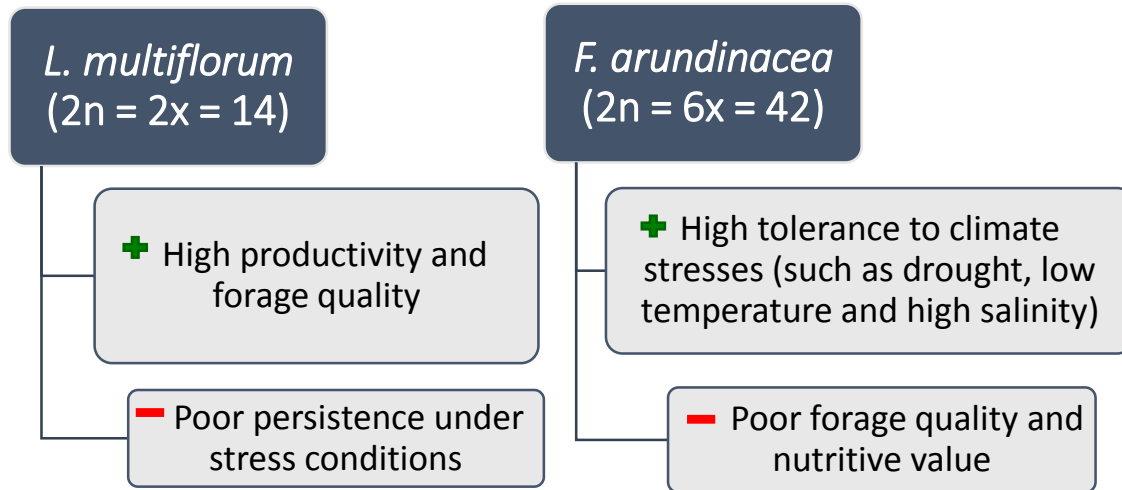 L. multiflorum
(2n = 2x = 14)
High productivity and
forage quality
Poor persistence under
stress conditions
F. arundinacea
(2n = 6x = 42)
High tolerance to climate
stresses (such as drought, low
temperature and high salinity)
Poor forage quality and
nutritive value